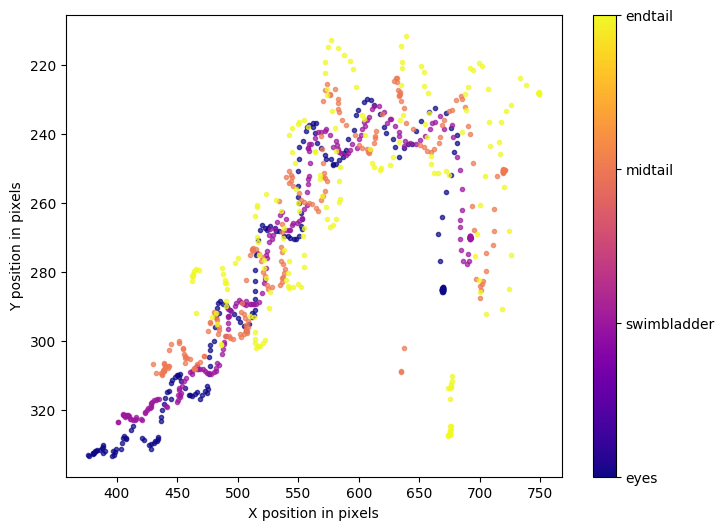 endtail
220
240
midtail
260
280
300
swimbladder
320
eyes
400
450
500
550
600
650
700
750
X position in pixels
Y position in pixels